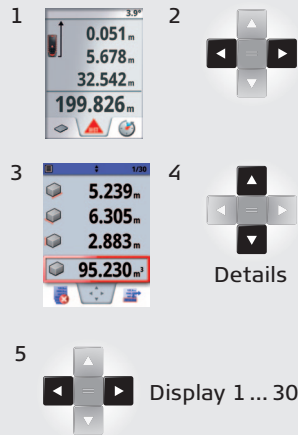 1
3.9°
0.051 m
5.678 m
32.542 m
199.826 m
2
3
1/30
5.239 m
6.305 m
2.883 m
95.230 m³
4
Details
5
Display 1 ... 30